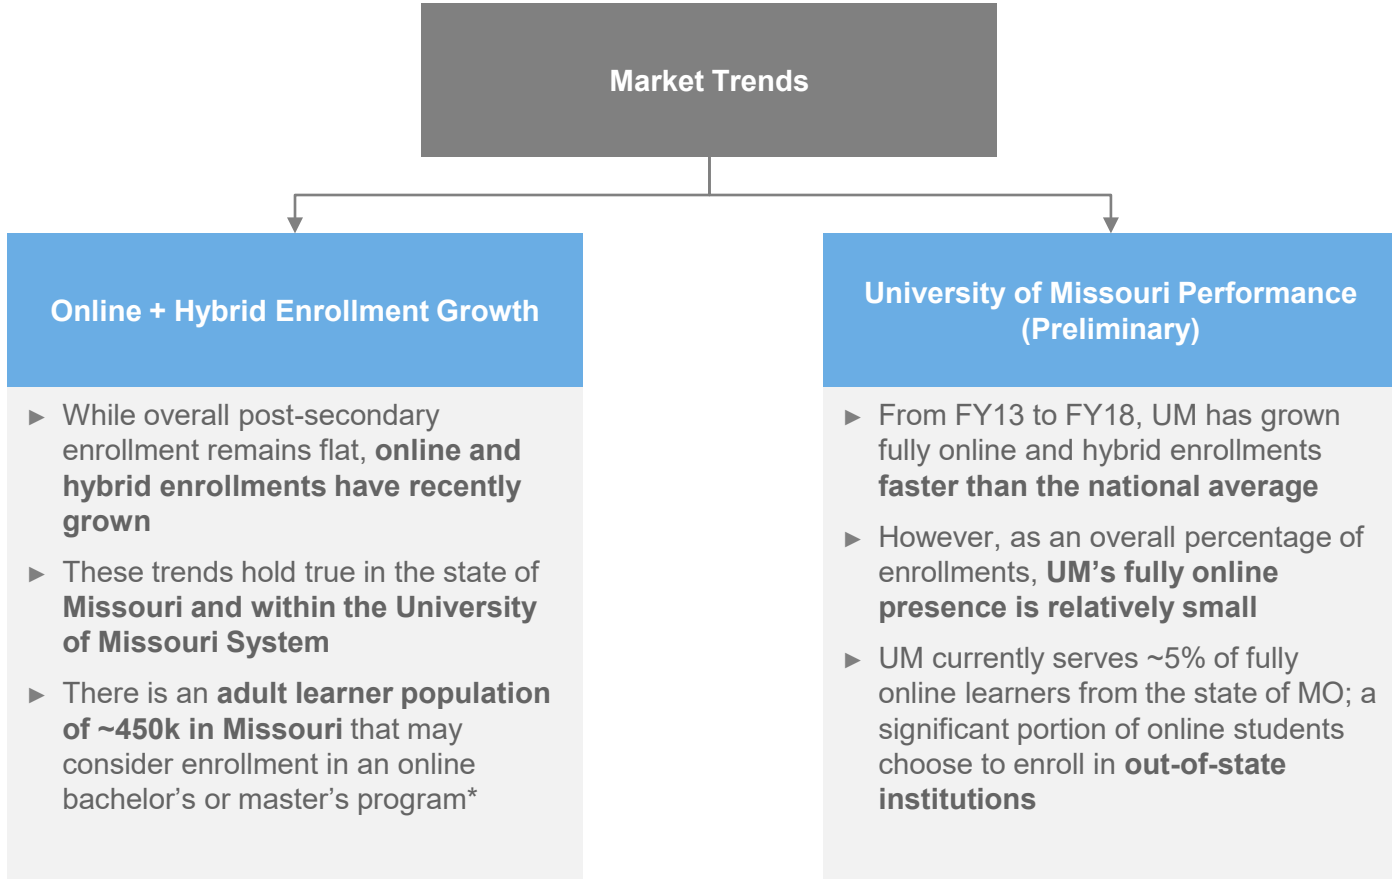 Market Trends
Online + Hybrid Enrollment Growth
► While overall post-secondary
enrollment remains flat, online and
hybrid enrollments have recently
grown
► These trends hold true in the state of
Missouri and within the University
of Missouri System
► There is an adult learner population
of ~450k in Missouri that may
consider enrollment in an online
bachelor’s or master’s program*
University of Missouri Performance
(Preliminary)
► From FY13 to FY18, UM has grown
fully online and hybrid enrollments
faster than the national average
► However, as an overall percentage of
enrollments, UM’s fully online
presence is relatively small
► UM currently serves ~5% of fully
online learners from the state of MO; a
significant portion of online students
choose to enroll in out-of-state
institutions